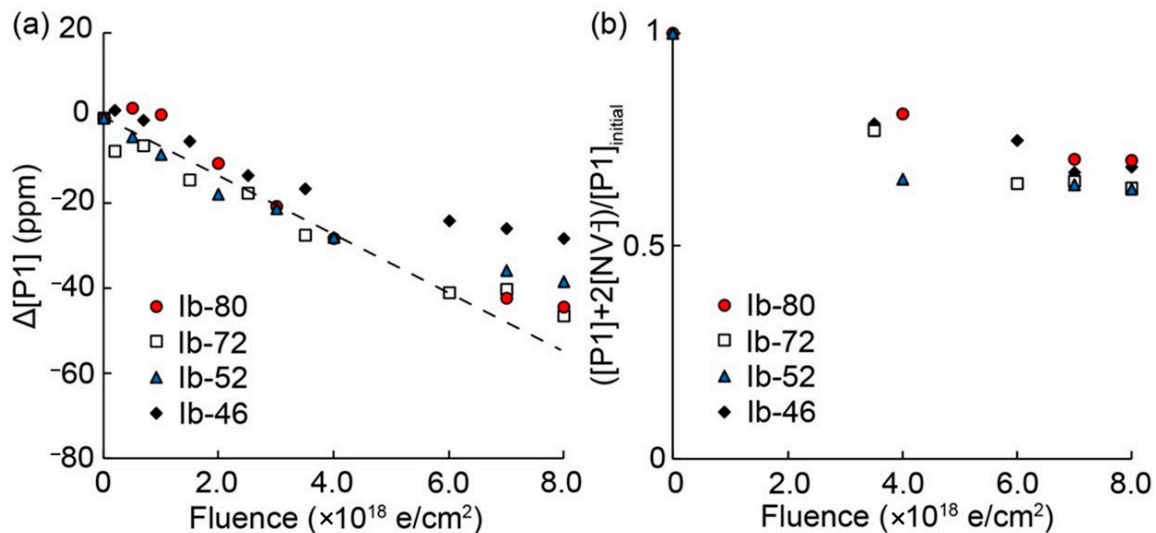 (a)
20
0
−20
−40
−60
−80
Δ[P1] (ppm)
Ib-80
Ib-72
Ib-52
Ib-46
0 2.0 4.0 6.0 8.0
Fluence (×10¹⁸ e/cm²)
(b)
1
0.5
0
([P1]+2[NV-])/[P1]initial
Ib-80
Ib-72
Ib-52
Ib-46
0 2.0 4.0 6.0 8.0
Fluence (×10¹⁸ e/cm²)